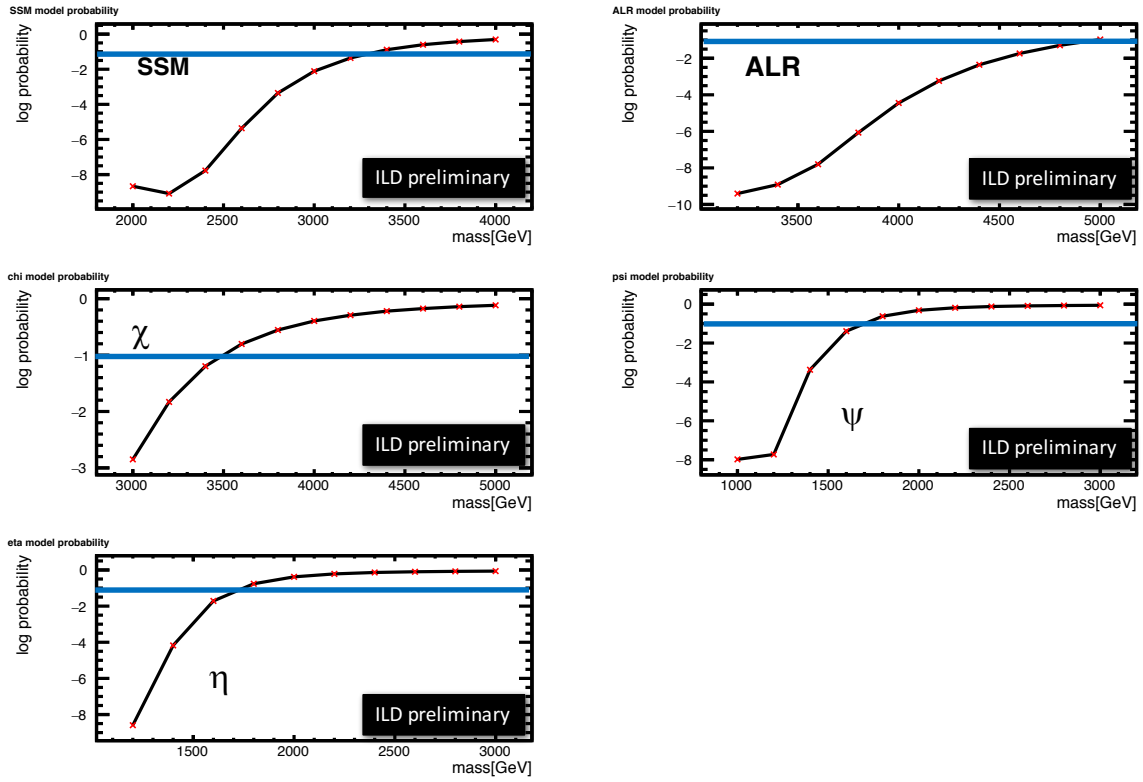 SSM model probability
log probability
0
−2
−4
−6
−8
SSM
ILD preliminary
2000 2500 3000 3500 4000
mass[GeV]
ALR model probability
log probability
−2
−4
−6
−8
−10
ALR
ILD preliminary
3500 4000 4500 5000
mass[GeV]
chi model probability
log probability
0
−1
−2
−3
χ
ILD preliminary
3000 3500 4000 4500 5000
mass[GeV]
psi model probability
log probability
0
−2
−4
−6
−8
ψ
ILD preliminary
1000 1500 2000 2500 3000
mass[GeV]
eta model probability
log probability
0
−2
−4
−6
−8
η
ILD preliminary
1500 2000 2500 3000
mass[GeV]